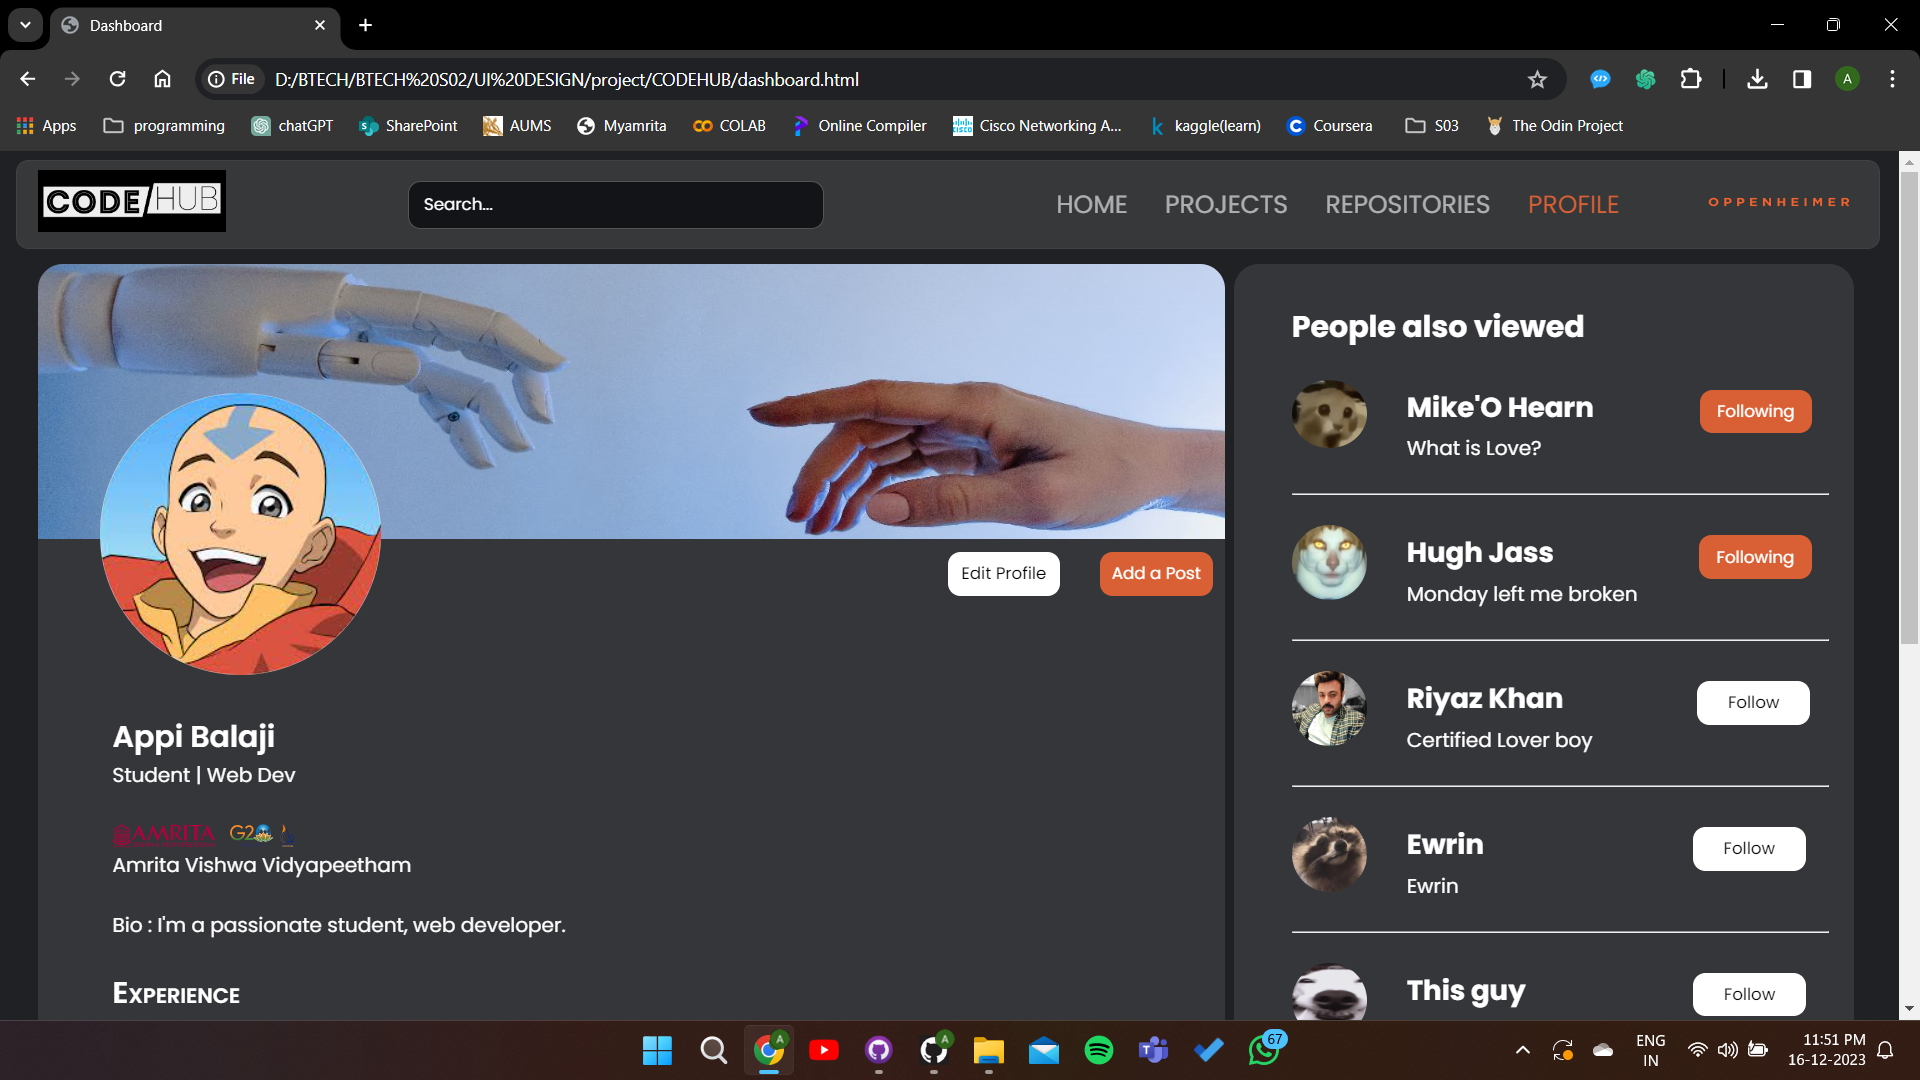 Dashboard
File
D:/BTECH/BTECH%20S02/UI%20DESIGN/project/CODEHUB/dashboard.html
A
Apps
programming
chatGPT
SharePoint
AUMS
Myamrita
COLAB
Online Compiler
Cisco Networking A...
kaggle(learn)
Coursera
S03
The Odin Project
CODE/HUB
Search...
HOME
PROJECTS
REPOSITORIES
PROFILE
OPPENHEIMER
Edit Profile
Add a Post
Appi Balaji
Student | Web Dev
AMRITA
G20
Amrita Vishwa Vidyapeetham
Bio : I'm a passionate student, web developer.
EXPERIENCE
People also viewed
Mike'O Hearn
What is Love?
Following
Hugh Jass
Monday left me broken
Following
Riyaz Khan
Certified Lover boy
Follow
Ewrin
Ewrin
Follow
This guy
Follow
A
A
67
ENG
IN
11:51 PM
16-12-2023